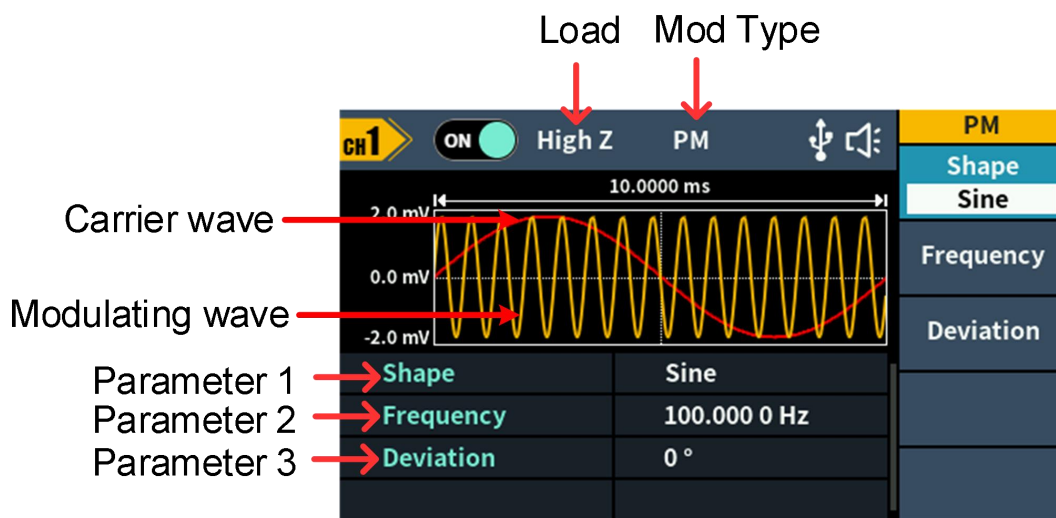 Load Mod Type
CH1 ON High Z PM
PM
Shape
Sine
Frequency
Deviation
10.0000 ms
2.0 mV
0.0 mV
-2.0 mV
Carrier wave
Modulating wave
Parameter 1
Shape Sine
Parameter 2
Frequency 100.000 0 Hz
Parameter 3
Deviation 0 °